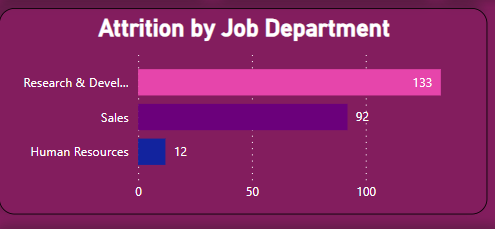 Attrition by Job Department
Research & Devel... 133
Sales 92
Human Resources 12
0 50 100